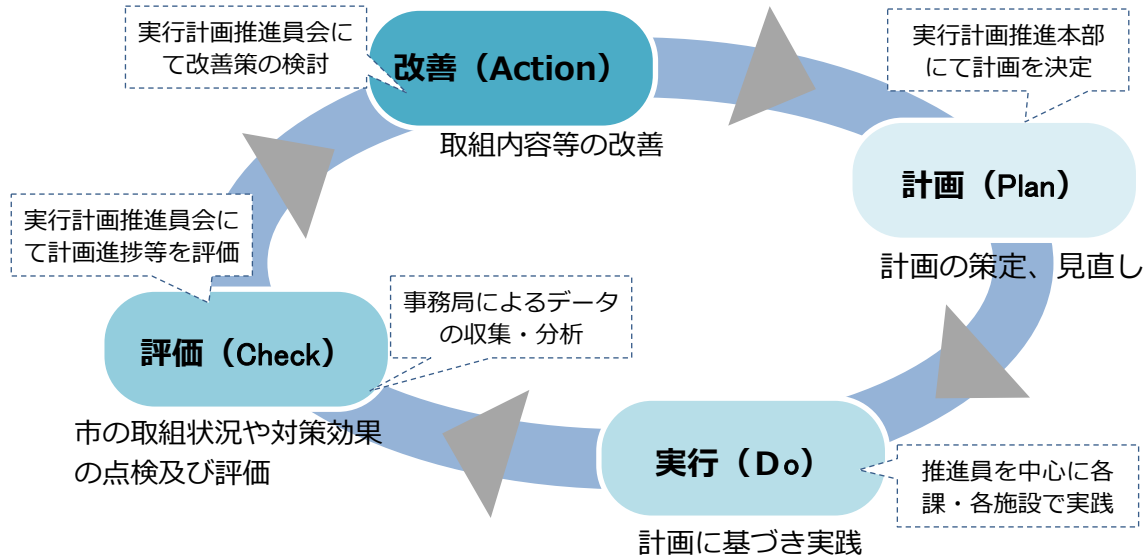 実行計画推進員会に
て改善策の検討
改善（Action）
取組内容等の改善
実行計画推進本部
にて計画を決定
計画（Plan）
計画の策定、見直し
実行計画推進員会に
て計画進捗等を評価
評価（Check）
市の取組状況や対策効果
の点検及び評価
事務局によるデータ
の収集・分析
実行（Ｄｏ）
計画に基づき実践
推進員を中心に各
課・各施設で実践